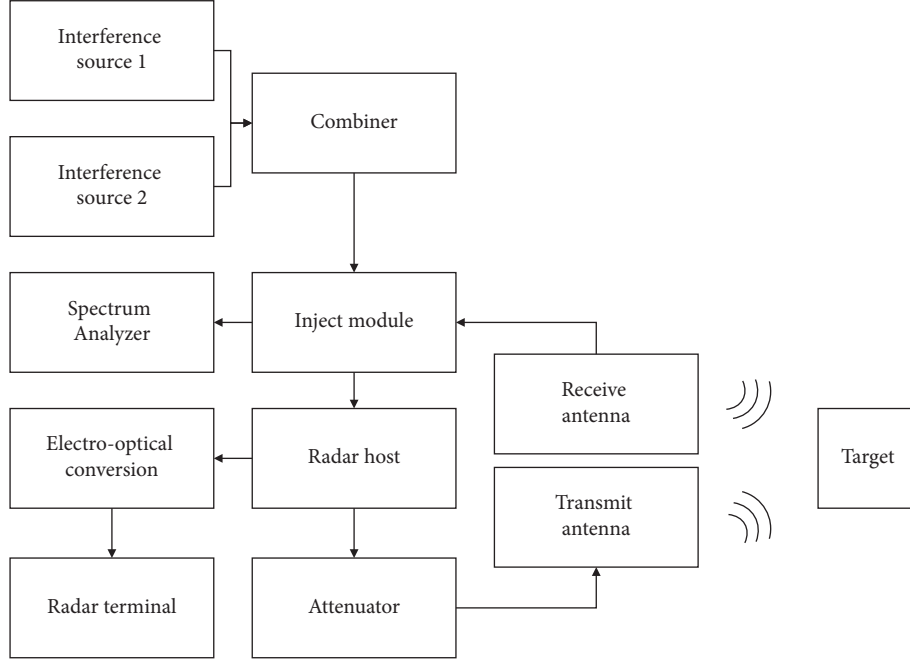 Interference
source 1
Combiner
Interference
source 2
Spectrum
Analyzer
Inject module
Receive
antenna
Electro-optical
conversion
Radar host
Target
Transmit
antenna
Radar terminal
Attenuator